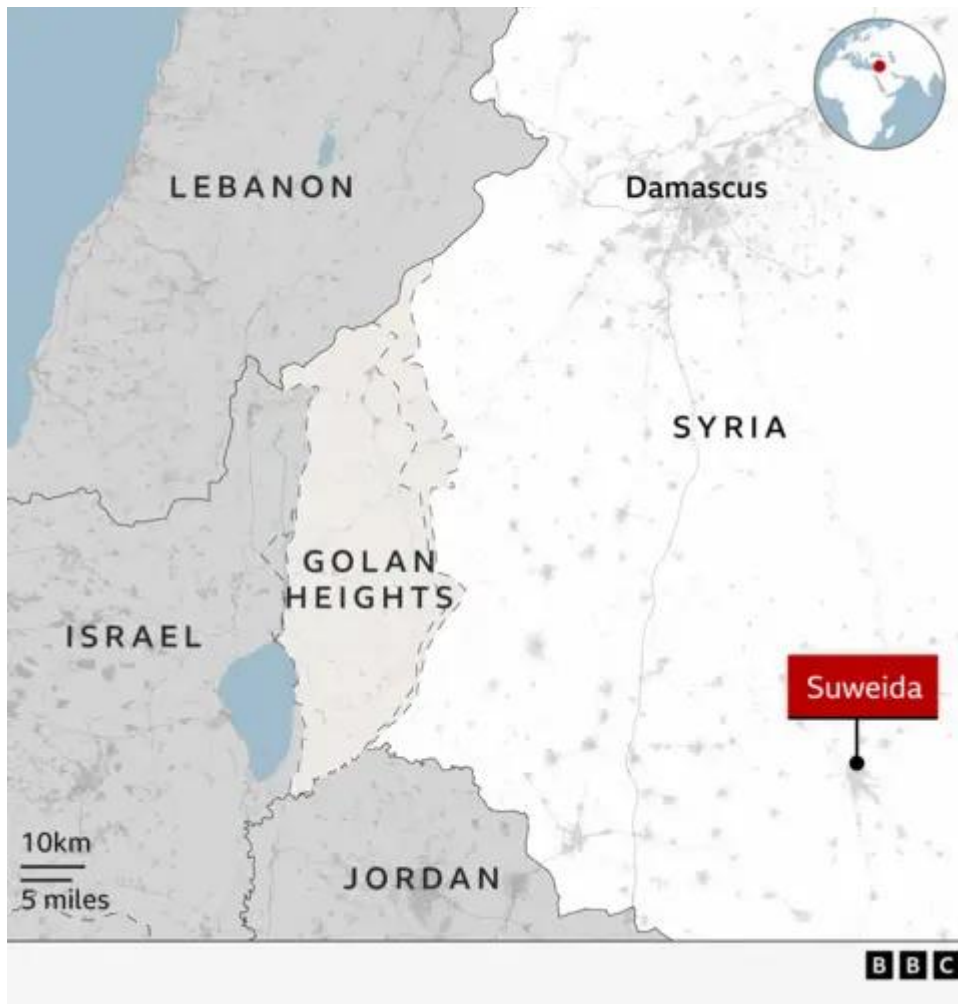 LEBANON
Damascus
SYRIA
GOLAN
HEIGHTS
ISRAEL
Suweida
10km
5 miles
JORDAN
BBC